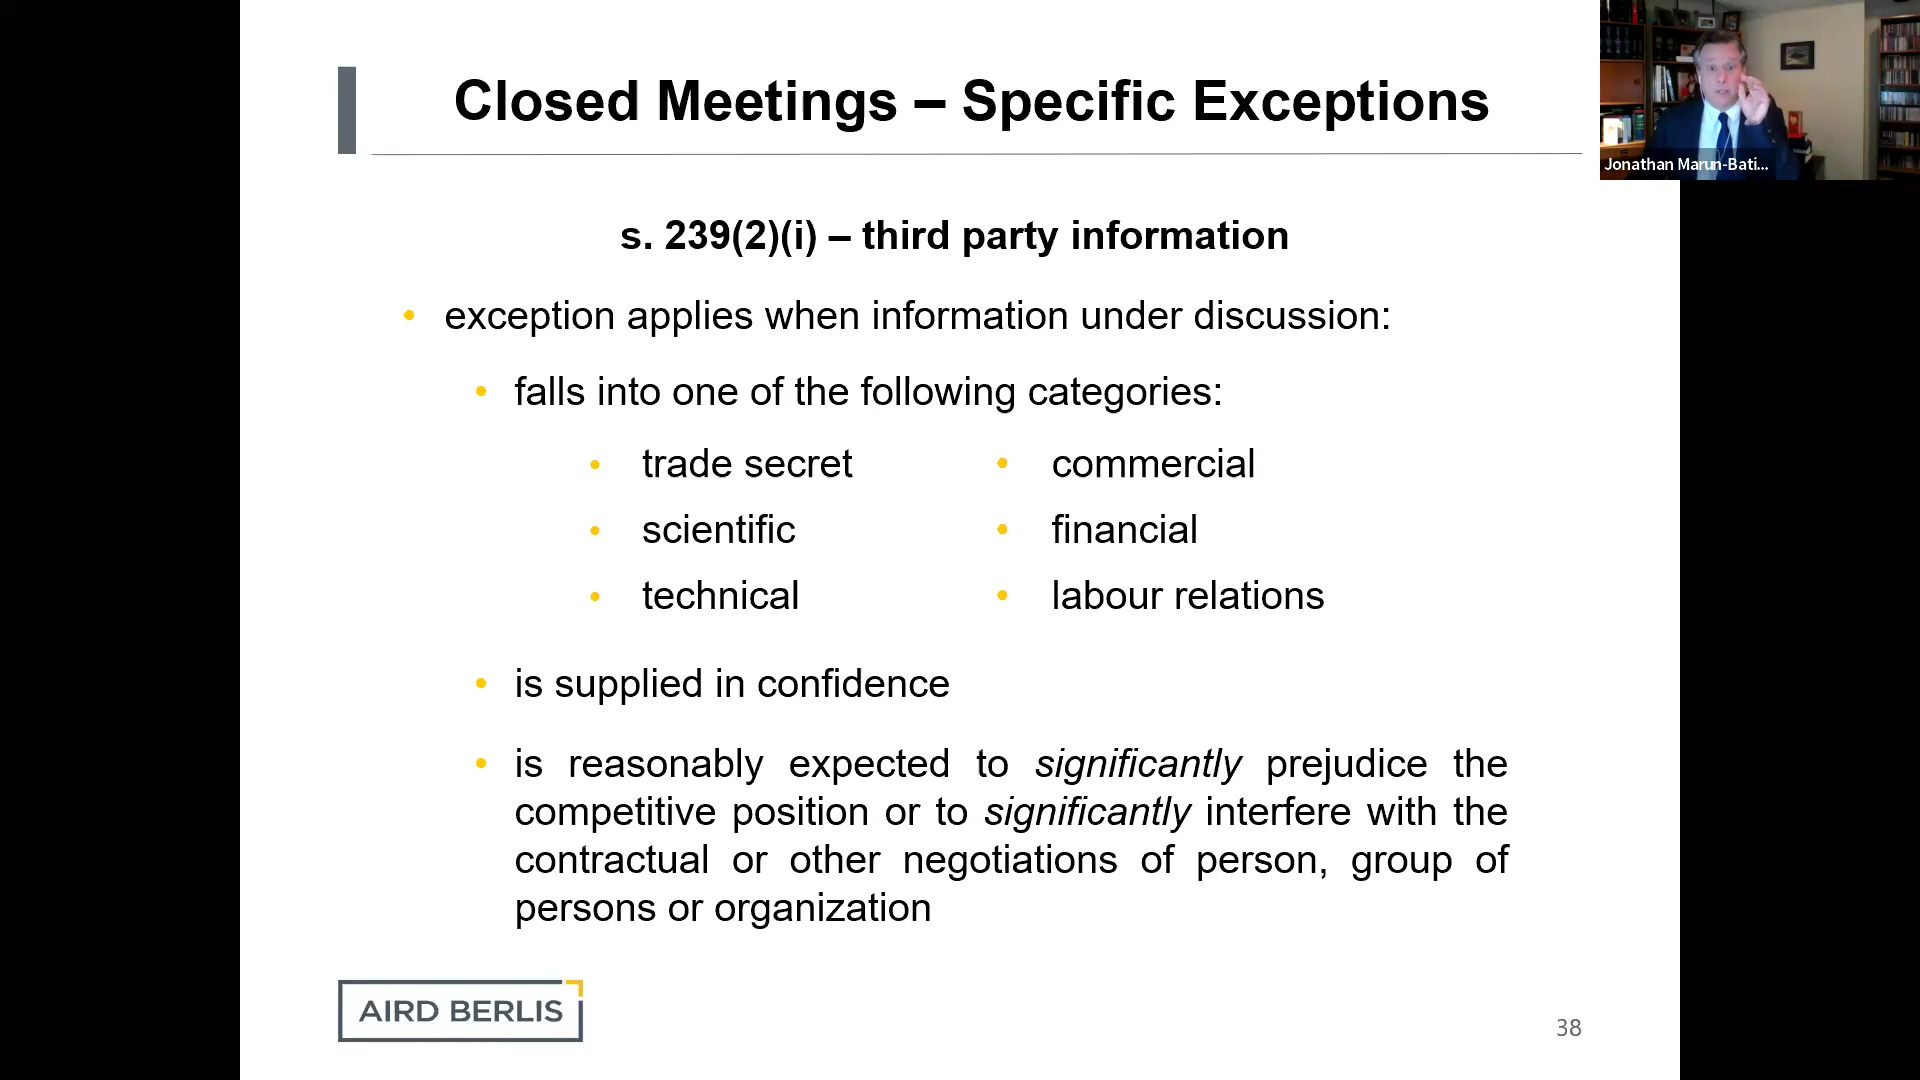 Closed Meetings – Specific Exceptions
Jonathan Marun-Bati...
s. 239(2)(i) – third party information
• exception applies when information under discussion:
• falls into one of the following categories:
• trade secret
• scientific
• technical
• commercial
• financial
• labour relations
• is supplied in confidence
• is reasonably expected to significantly prejudice the
competitive position or to significantly interfere with the
contractual or other negotiations of person, group of
persons or organization
AIRD BERLIS
38